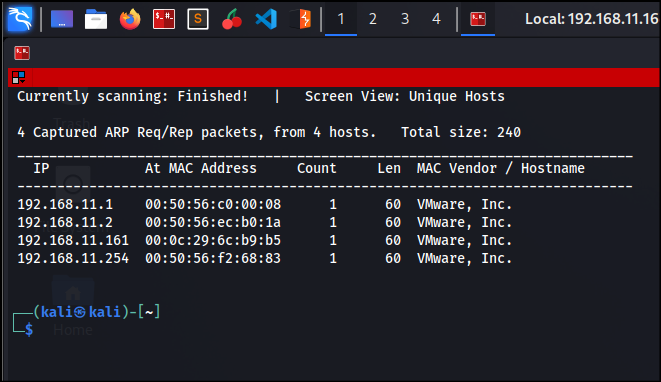 1 2 3 4 Local: 192.168.11.16
Currently scanning: Finished! | Screen View: Unique Hosts
4 Captured ARP Req/Rep packets, from 4 hosts. Total size: 240
_____________________________________________________________________________
IP At MAC Address Count Len MAC Vendor / Hostname
-----------------------------------------------------------------------------
192.168.11.1 00:50:56:c0:00:08 1 60 VMware, Inc.
192.168.11.2 00:50:56:ec:b0:1a 1 60 VMware, Inc.
192.168.11.161 00:0c:29:6c:b9:b5 1 60 VMware, Inc.
192.168.11.254 00:50:56:f2:68:83 1 60 VMware, Inc.
┌──(kali㉿kali)-[~]
└─$
Home